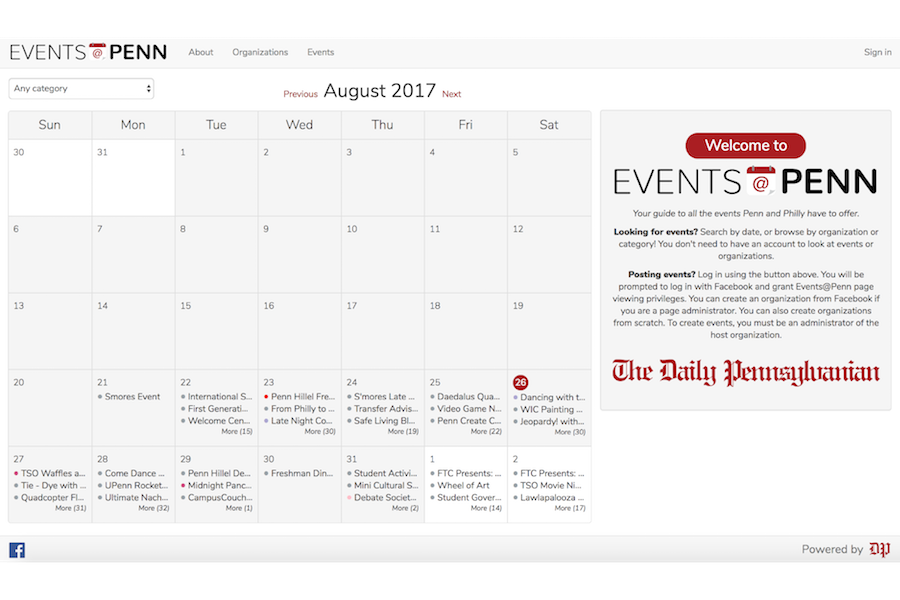 EVENTS@PENN About Organizations Events Sign in
Any category
Previous August 2017 Next
Sun Mon Tue Wed Thu Fri Sat
30 31 1 2 3 4 5
6 7 8 9 10 11 12
13 14 15 16 17 18 19
20 21 22 23 24 25 26
Smores Event International S... Penn Hillel Fre... S'mores Late ... Daedalus Qua... Dancing with t...
First Generati... From Philly to ... Transfer Advis... Video Game N... WIC Painting ...
Welcome Cen... Late Night Co... Safe Living Bl... Penn Create C... Jeopardy! with...
More (15) More (30) More (19) More (22) More (30)
27 28 29 30 31 1 2
TSO Waffles a... Come Dance ... Penn Hillel De... Freshman Din... Student Activi... FTC Presents: ... FTC Presents: ...
Tie - Dye with ... UPenn Rocket... Midnight Panc... Mini Cultural S... Wheel of Art TSO Movie Ni...
Quadcopter Fl... Ultimate Nach... CampusCouch... Debate Societ... Student Gover... Lawlapalooza ...
More (31) More (32) More (1) More (2) More (14) More (17)
Welcome to
EVENTS@PENN
Your guide to all the events Penn and Philly have to offer.
Looking for events? Search by date, or browse by organization or
category! You don't need to have an account to look at events or
organizations.
Posting events? Log in using the button above. You will be
prompted to log in with Facebook and grant Events@Penn page
viewing privileges. You can create an organization from Facebook if
you are a page administrator. You can also create organizations
from scratch. To create events, you must be an administrator of the
host organization.
The Daily Pennsylvanian
f Powered by DP